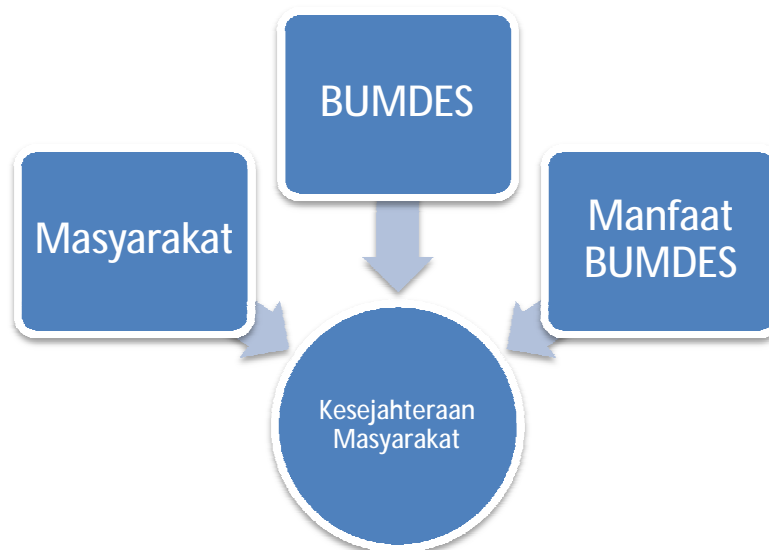 BUMDES
Masyarakat
Manfaat
BUMDES
Kesejahteraan
Masyarakat